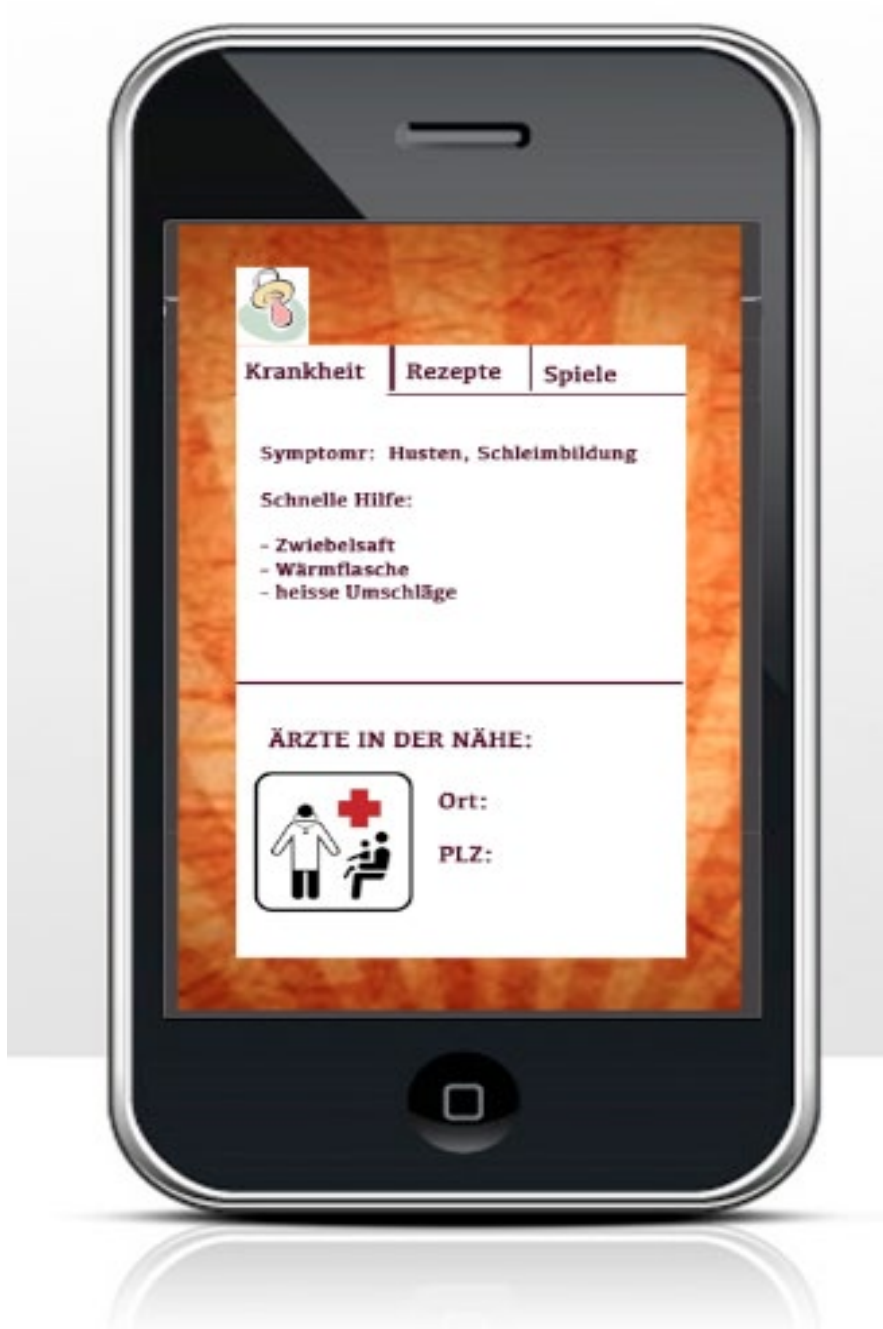 Krankheit Rezepte Spiele
Symptomr: Husten, Schleimbildung
Schnelle Hilfe:
- Zwiebelsaft
- Wärmflasche
- heisse Umschläge
ÄRZTE IN DER NÄHE:
Ort:
PLZ: